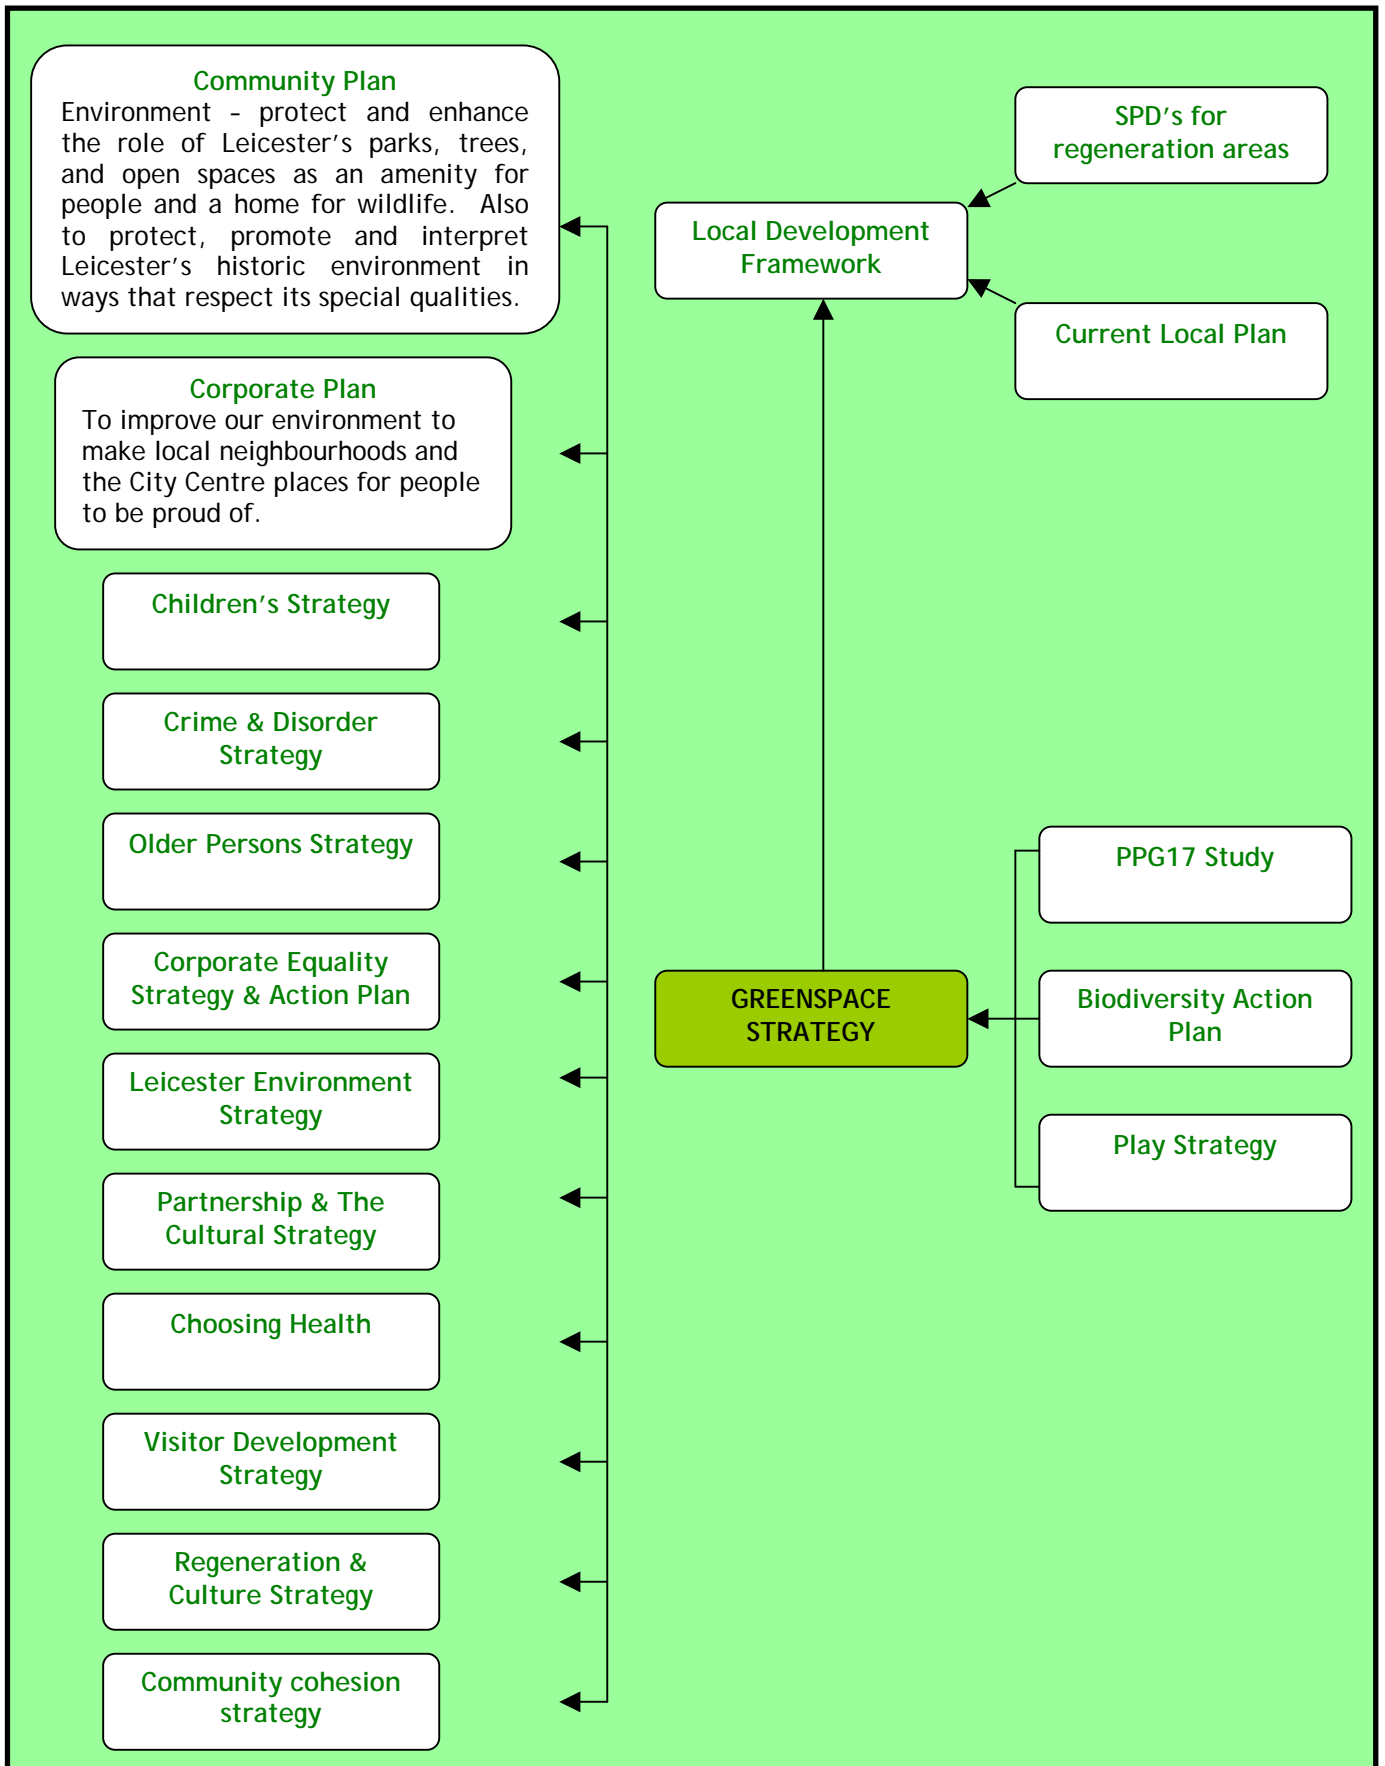 Community Plan
Environment - protect and enhance
the role of Leicester's parks, trees,
and open spaces as an amenity for
people and a home for wildlife. Also
to protect, promote and interpret
Leicester's historic environment in
ways that respect its special qualities.
Corporate Plan
To improve our environment to
make local neighbourhoods and
the City Centre places for people
to be proud of.
Children's Strategy
Crime & Disorder
Strategy
Older Persons Strategy
Corporate Equality
Strategy & Action Plan
Leicester Environment
Strategy
Partnership & The
Cultural Strategy
Choosing Health
Visitor Development
Strategy
Regeneration &
Culture Strategy
Community cohesion
strategy
SPD's for
regeneration areas
Local Development
Framework
Current Local Plan
GREENSPACE
STRATEGY
PPG17 Study
Biodiversity Action
Plan
Play Strategy